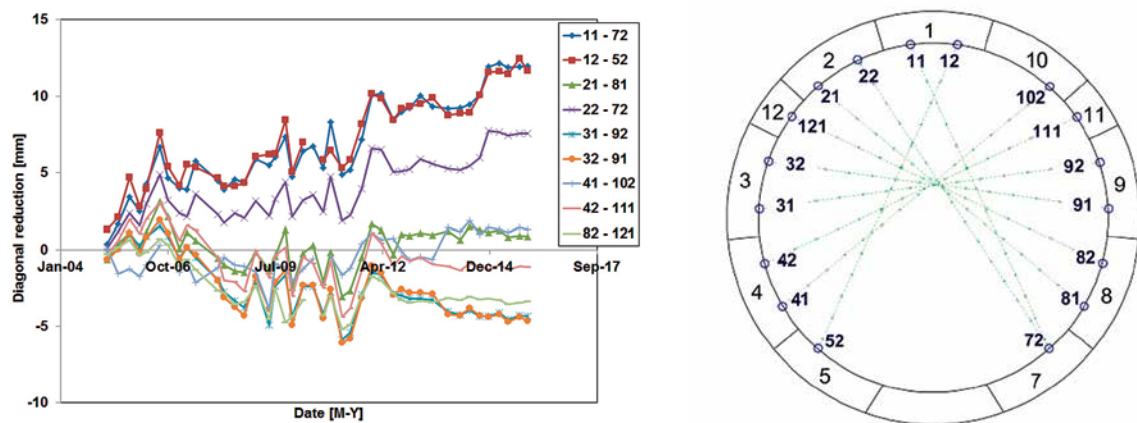 15
10
5
0
-5
-10
Diagonal reduction [mm]
Jan-04
Oct-06
Jul-09
Apr-12
Dec-14
Sep-17
Date [M-Y]
11 - 72
12 - 52
21 - 81
22 - 72
31 - 92
32 - 91
41 - 102
42 - 111
82 - 121
1
2
10
11 12
22
21
102
12
11
121
111
32
92
3
9
31
91
42
82
4
8
41
81
52
72
5
7